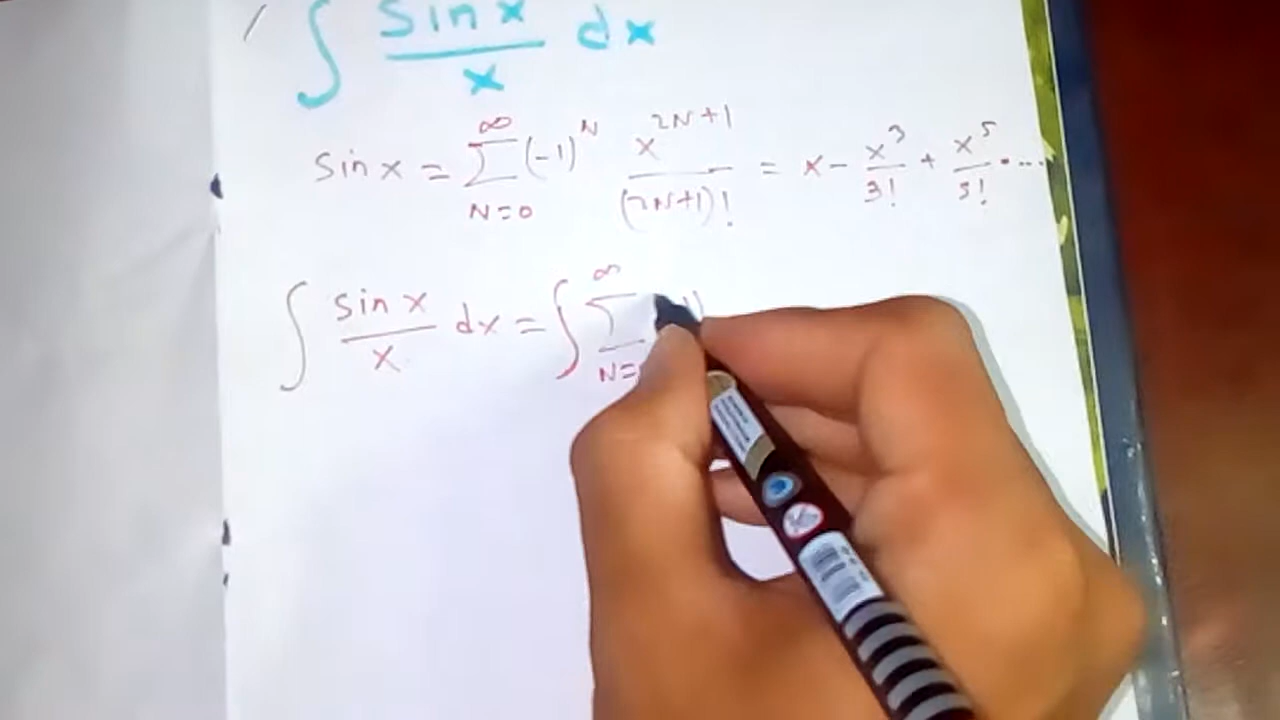 ∫ sin x / x dx
sin x = ∑ N=0 ∞ (-1)^N x^(2N+1) / (2N+1)! = x - x^3/3! + x^5/5! ....
∫ sin x / x dx = ∫ ∑ N= ∞